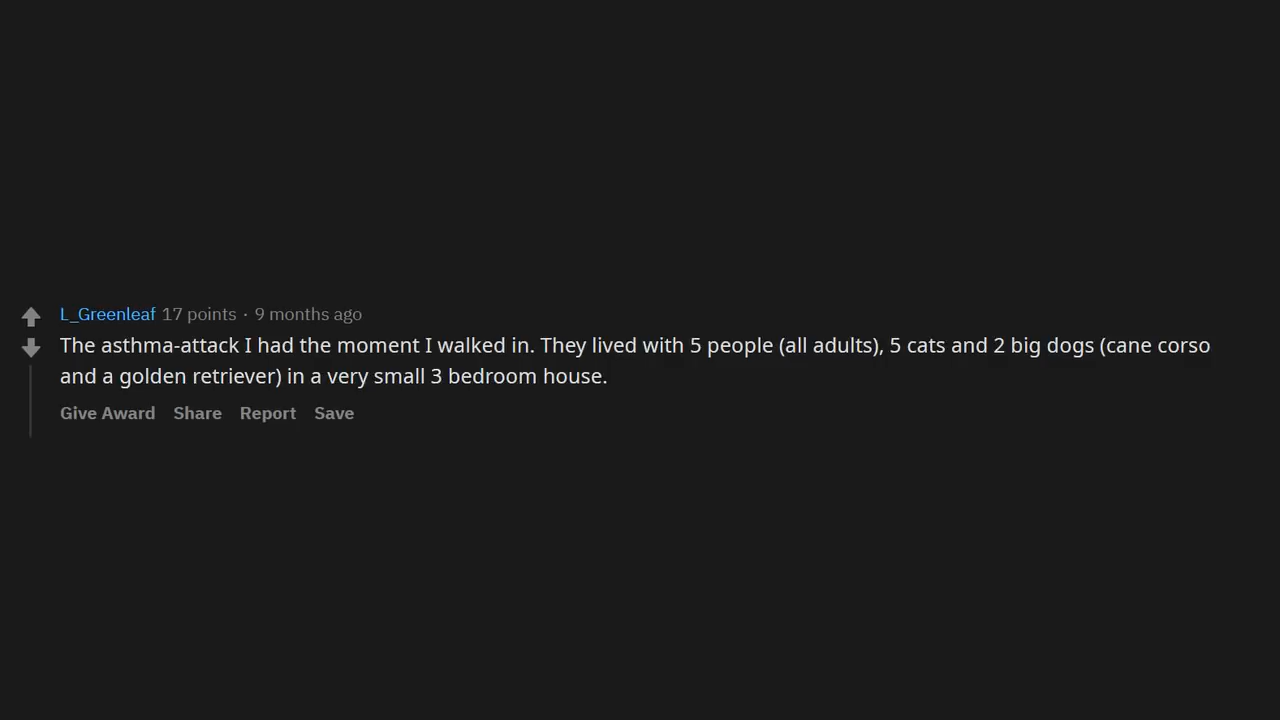 L_Greenleaf 17 points · 9 months ago
The asthma-attack I had the moment I walked in. They lived with 5 people (all adults), 5 cats and 2 big dogs (cane corso
and a golden retriever) in a very small 3 bedroom house.
Give Award Share Report Save